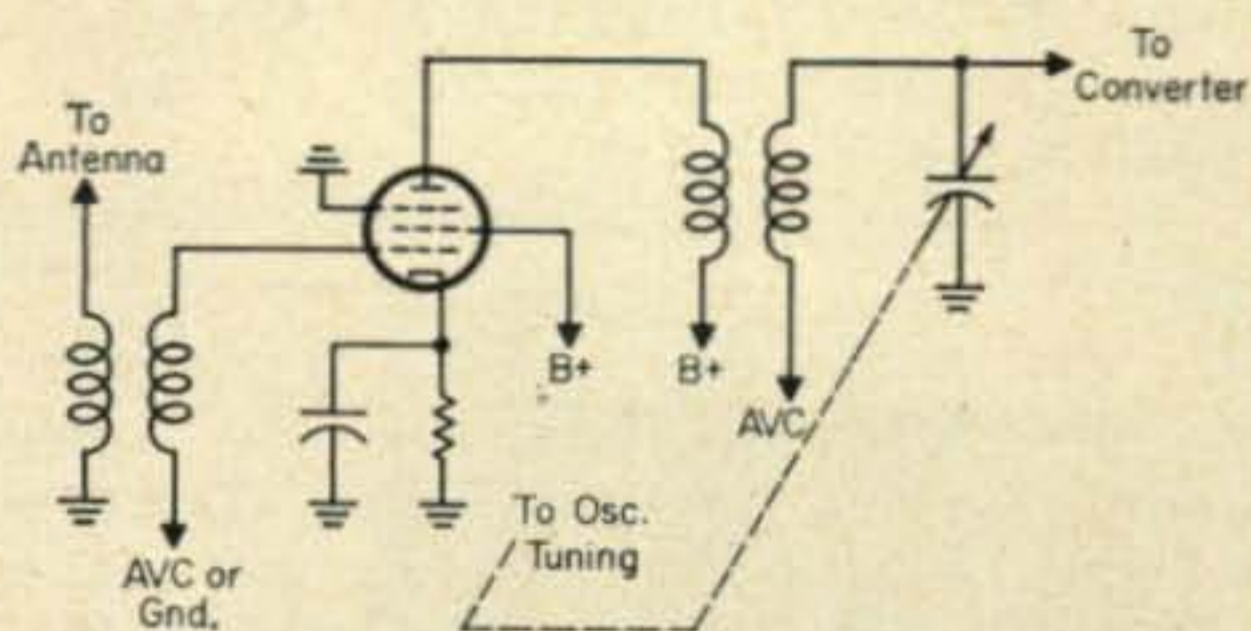 To
Antenna
To
Converter
B+
B+
AVC
To Osc.
Tuning
AVC or
Gnd.